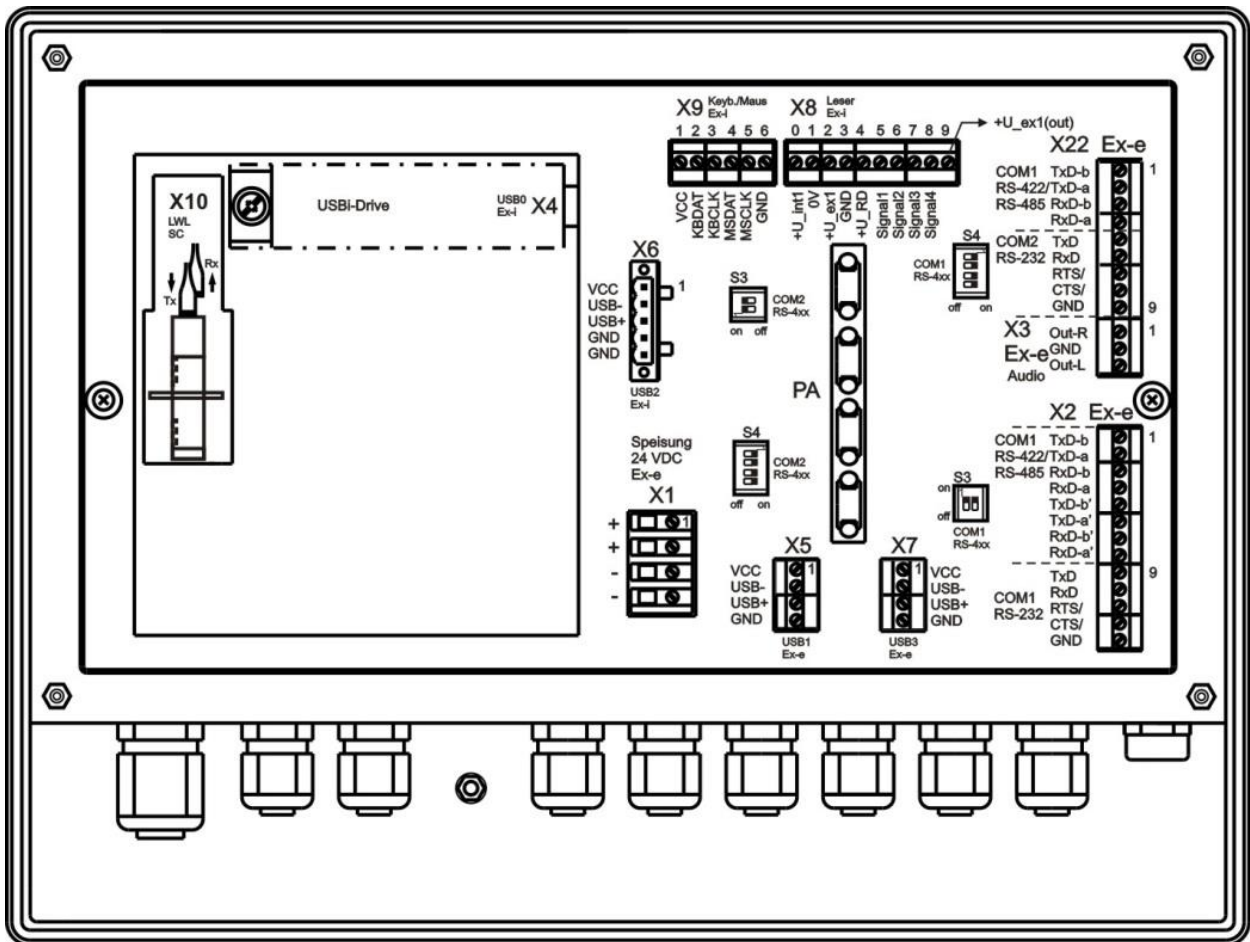 X10
LWL
SC
Rx
Tx
USBi-Drive
USB0
Ex-i
X4
X9 Keyb./Maus
Ex-i
1 2 3 4 5 6
VCC
KBDAT
KBCLK
MSDAT
MSCLK
GND
X8 Leser
Ex-i
0 1 2 3 4 5 6 7 8 9
+U_ex1(out)
+U_int1
0V
+U_ex1
GND
+U_RD
Signal1
Signal2
Signal3
Signal4
X6
VCC
USB-
USB+
GND
GND
1
USB2
Ex-i
S3
COM2
RS-4xx
on off
S4
COM1
RS-4xx
off on
PA
Speisung
24 VDC
Ex-e
X1
+ 1
+
-
-
S4
COM2
RS-4xx
off on
S3
on
off
COM1
RS-4xx
X5
VCC 1
USB-
USB+
GND
USB1
Ex-e
X7
1 VCC
USB-
USB+
GND
USB3
Ex-e
X22 Ex-e
COM1 TxD-b 1
RS-422/TxD-a
RS-485 RxD-b
RxD-a
COM2 TxD
RS-232 RxD
RTS/
CTS/
GND 9
X3 Out-R 1
Ex-e GND
Audio Out-L
X2 Ex-e
COM1 TxD-b 1
RS-422/TxD-a
RS-485 RxD-b
RxD-a
TxD-b'
TxD-a'
RxD-b'
RxD-a'
TxD 9
COM1 RxD
RS-232 RTS/
CTS/
GND